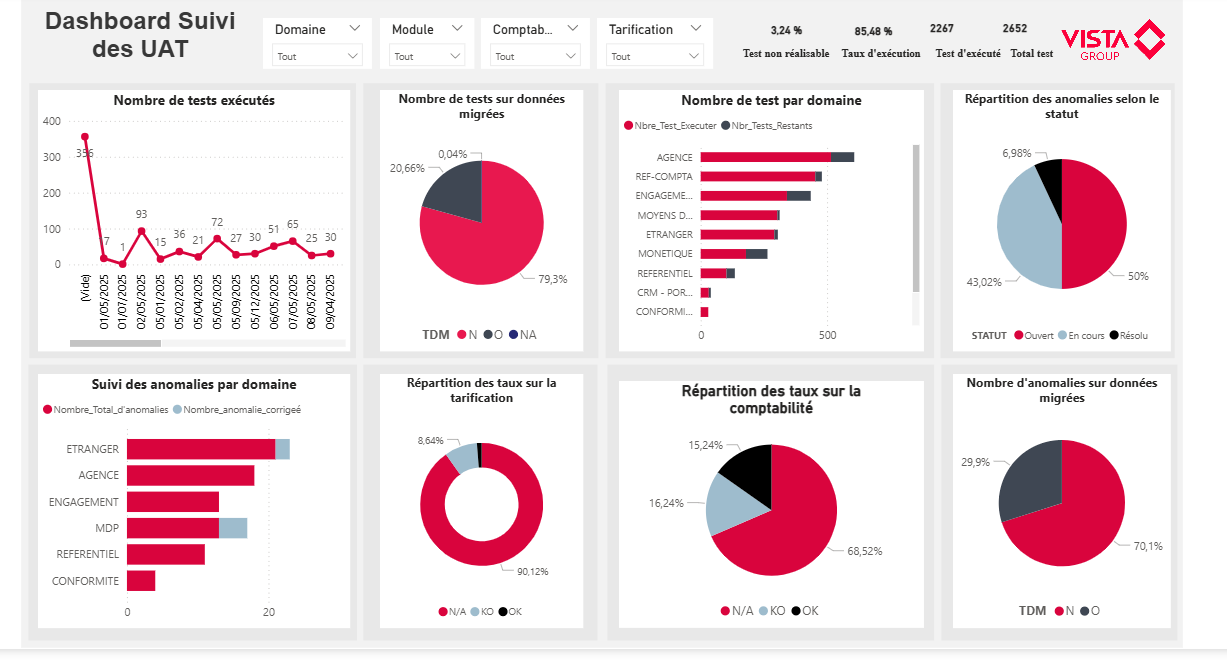 Dashboard Suivi
des UAT
Domaine
Tout
Module
Tout
Comptab...
Tout
Tarification
Tout
3,24 %
Test non réalisable
85,48 %
Taux d'exécution
2267
Test d'exécuté
2652
Total test
VISTA
GROUP
Nombre de tests exécutés
400
300
200
100
0
356
17
1
93
15
36
21
72
27
30
51
65
25
30
(Vide)
01/05/2025
01/07/2025
02/05/2025
05/01/2025
05/02/2025
05/04/2025
05/05/2025
05/09/2025
05/12/2025
06/05/2025
07/05/2025
08/05/2025
09/04/2025
Nombre de tests sur données
migrées
0,04%
20,66%
79,3%
TDM N O NA
Nombre de test par domaine
Nbre_Test_Executer Nbr_Tests_Restants
AGENCE
REF-COMPTA
ENGAGEME...
MOYENS D...
ETRANGER
MONETIQUE
REFERENTIEL
CRM - POR...
CONFORMI...
0 500
Répartition des anomalies selon le
statut
6,98%
43,02%
50%
STATUT Ouvert En cours Résolu
Suivi des anomalies par domaine
Nombre_Total_d'anomalies Nombre_anomalie_corrigeé
ETRANGER
AGENCE
ENGAGEMENT
MDP
REFERENTIEL
CONFORMITE
0 20
Répartition des taux sur la
tarification
8,64%
90,12%
N/A KO OK
Répartition des taux sur la
comptabilité
15,24%
16,24%
68,52%
N/A KO OK
Nombre d'anomalies sur données
migrées
29,9%
70,1%
TDM N O